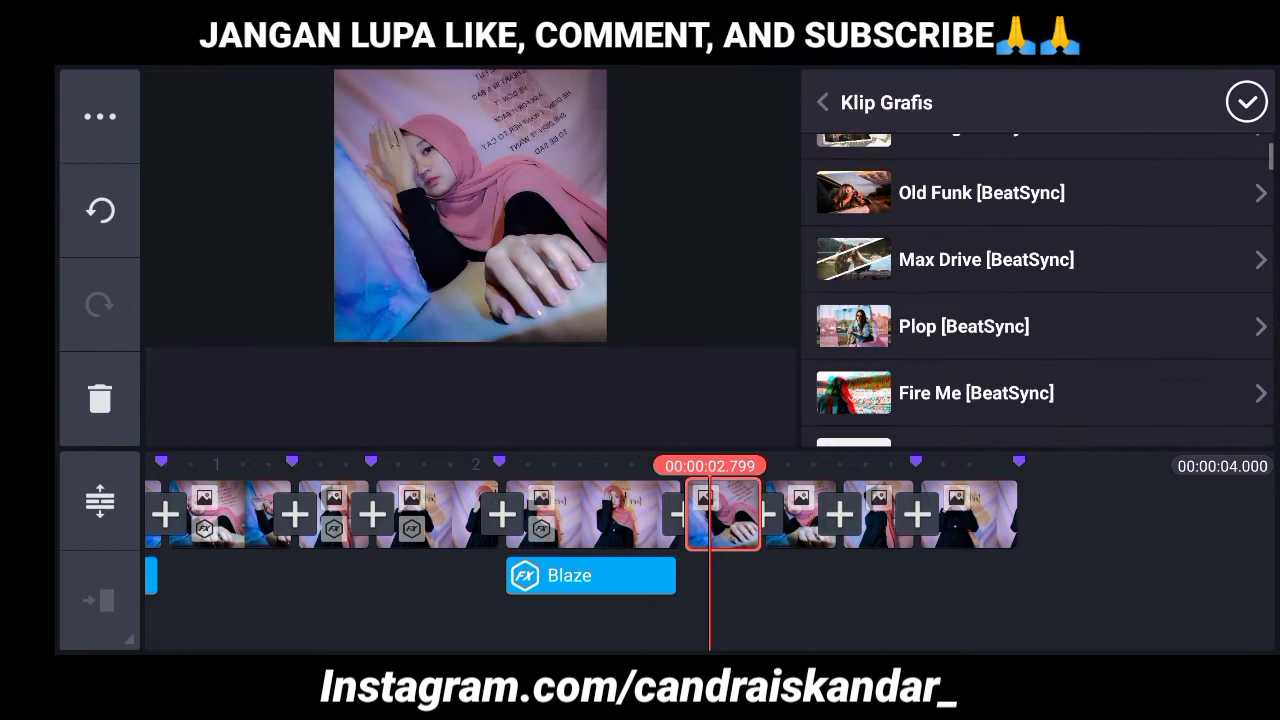 JANGAN LUPA LIKE, COMMENT, AND SUBSCRIBE🙏🙏
Klip Grafis
Old Funk [BeatSync]
Max Drive [BeatSync]
Plop [BeatSync]
Fire Me [BeatSync]
1
2
00:00:02.799
00:00:04.000
FX Blaze
Instagram.com/candraiskandar_